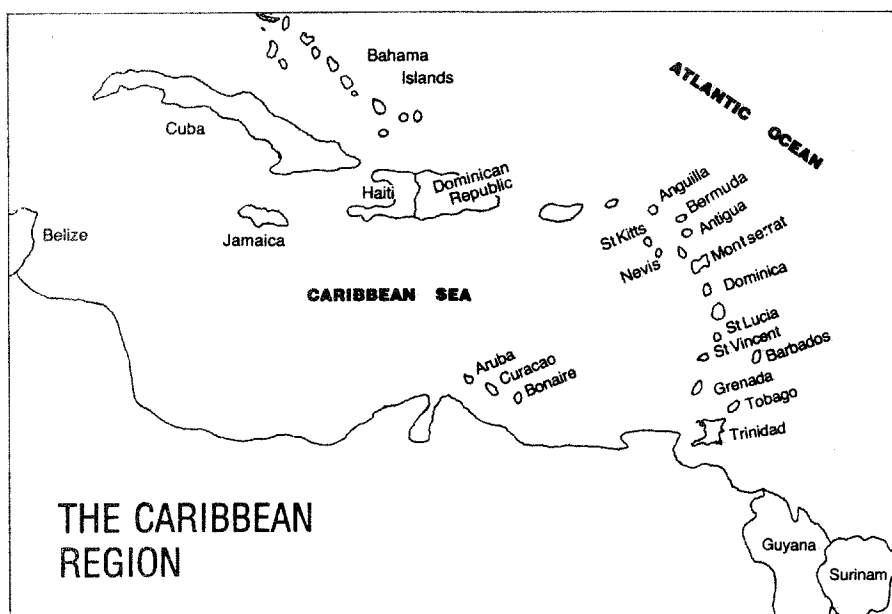 Bahama
Islands
ATLANTIC OCEAN
Cuba
Haiti
Dominican
Republic
Anguilla
Bermuda
Antigua
St Kitts
Montserrat
Nevis
Belize
Jamaica
Dominica
CARIBBEAN SEA
St Lucia
St Vincent
Barbados
Aruba
Curacao
Bonaire
Grenada
Tobago
Trinidad
THE CARIBBEAN
REGION
Guyana
Surinam